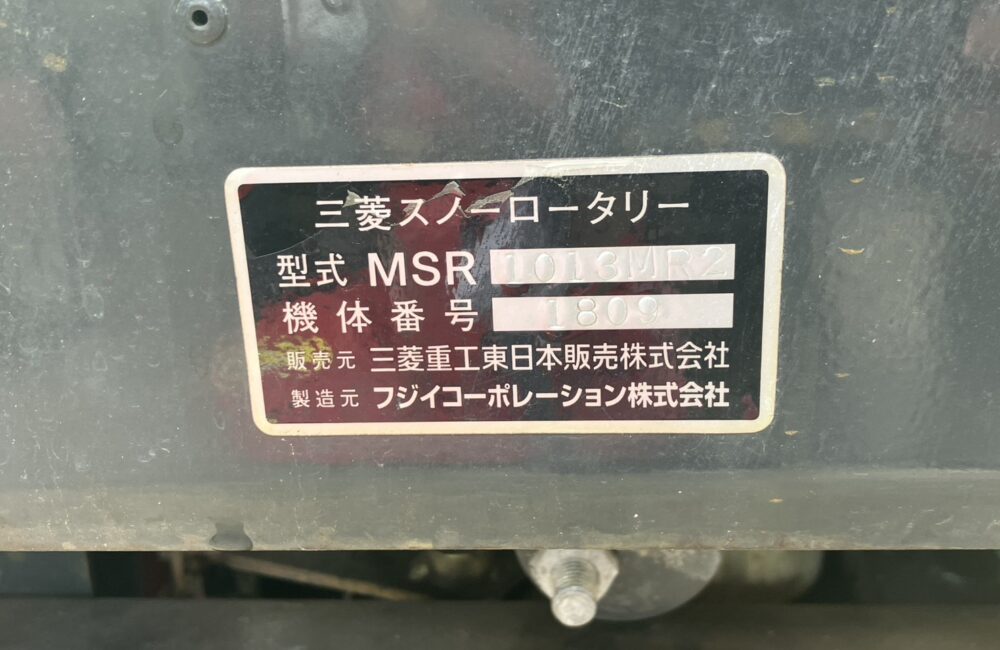 三菱スノーロータリー
型式 MSR 1013MR2
機体番号 1809
販売元 三菱重工東日本販売株式会社
製造元 フジイコーポレーション株式会社